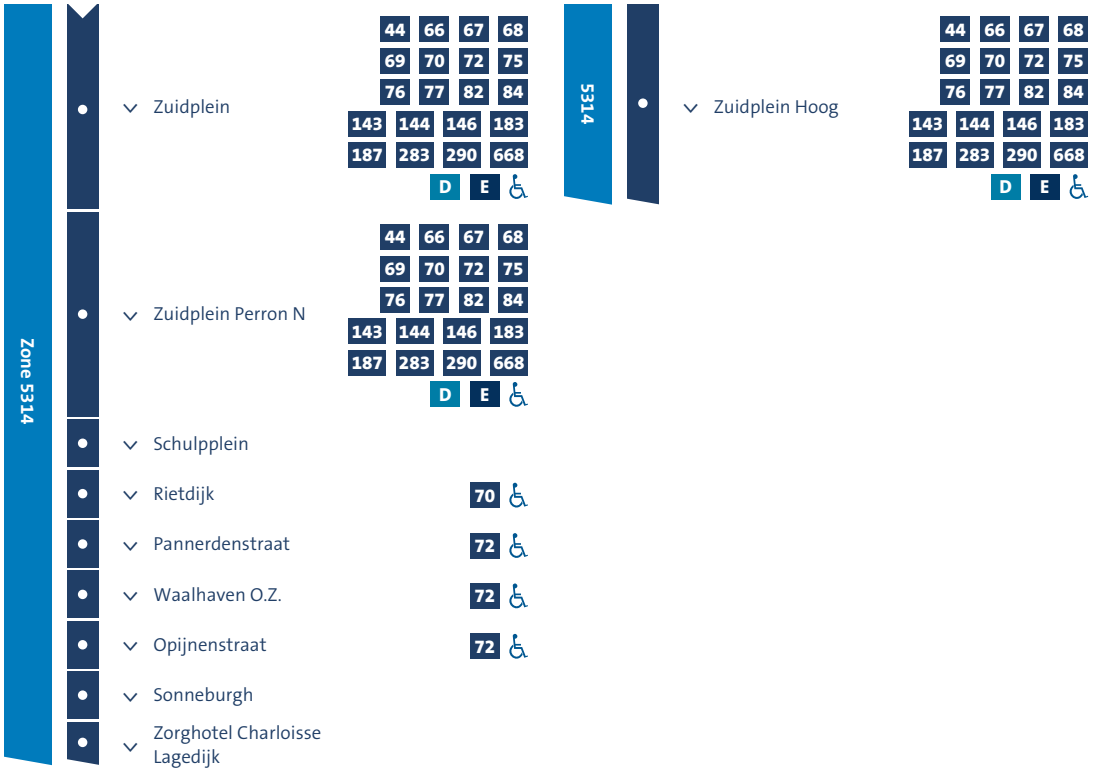 Zone 5314
Zuidplein
44 66 67 68
69 70 72 75
76 77 82 84
143 144 146 183
187 283 290 668
D E
Zuidplein Perron N
44 66 67 68
69 70 72 75
76 77 82 84
143 144 146 183
187 283 290 668
D E
Schulpplein
Rietdijk 70
Pannerdenstraat 72
Waalhaven O.Z. 72
Opijnenstraat 72
Sonneburgh
Zorghotel Charloisse
Lagedijk
5314
Zuidplein Hoog
44 66 67 68
69 70 72 75
76 77 82 84
143 144 146 183
187 283 290 668
D E